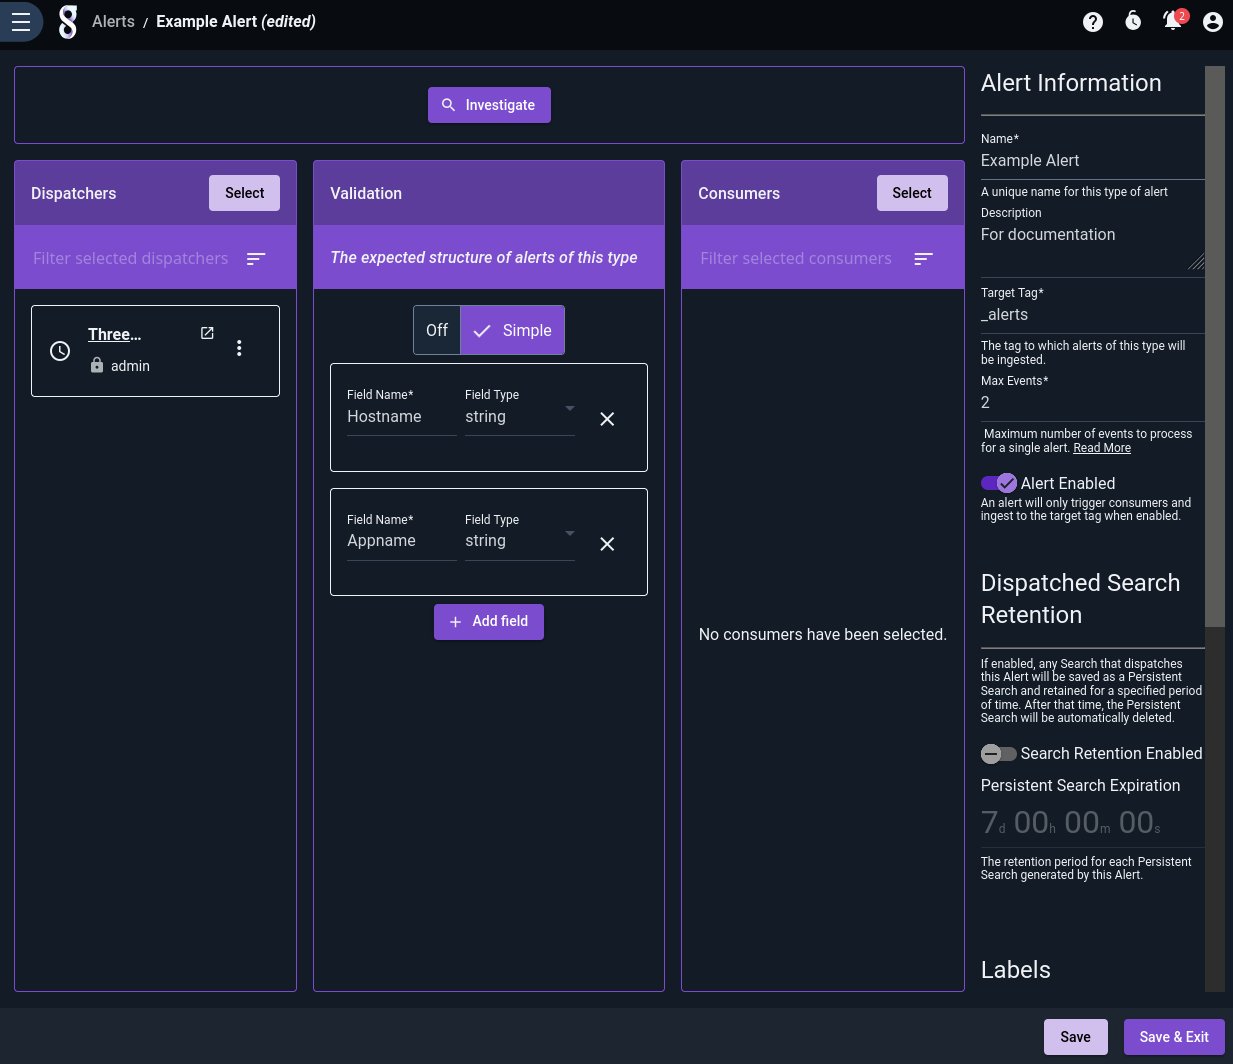 Alerts / Example Alert (edited)
2
Investigate
Dispatchers
Select
Filter selected dispatchers
Three...
admin
Validation
The expected structure of alerts of this type
Off
Simple
Field Name*
Field Type
Hostname
string
Field Name*
Field Type
Appname
string
Add field
Consumers
Select
Filter selected consumers
No consumers have been selected.
Alert Information
Name*
Example Alert
A unique name for this type of alert
Description
For documentation
Target Tag*
_alerts
The tag to which alerts of this type will
be ingested.
Max Events*
2
Maximum number of events to process
for a single alert. Read More
Alert Enabled
An alert will only trigger consumers and
ingest to the target tag when enabled.
Dispatched Search
Retention
If enabled, any Search that dispatches
this Alert will be saved as a Persistent
Search and retained for a specified period
of time. After that time, the Persistent
Search will be automatically deleted.
Search Retention Enabled
Persistent Search Expiration
7d 00h 00m 00s
The retention period for each Persistent
Search generated by this Alert.
Labels
Save
Save & Exit